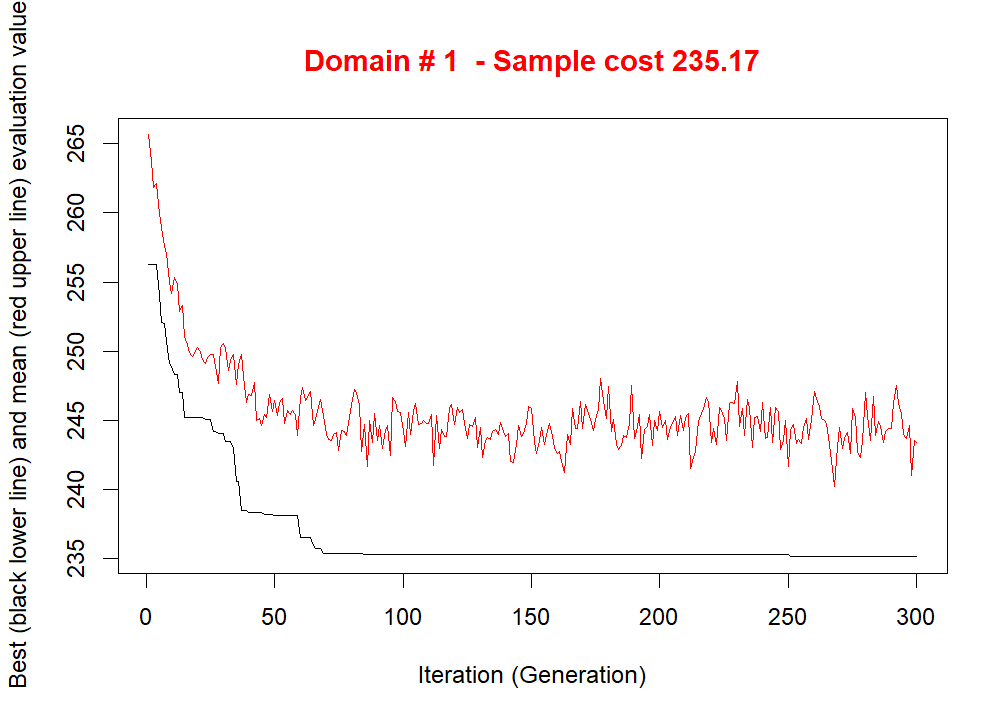 Domain # 1  - Sample cost 235.17
Best (black lower line) and mean (red upper line) evaluation value
265
260
255
250
245
240
235
0 50 100 150 200 250 300
Iteration (Generation)